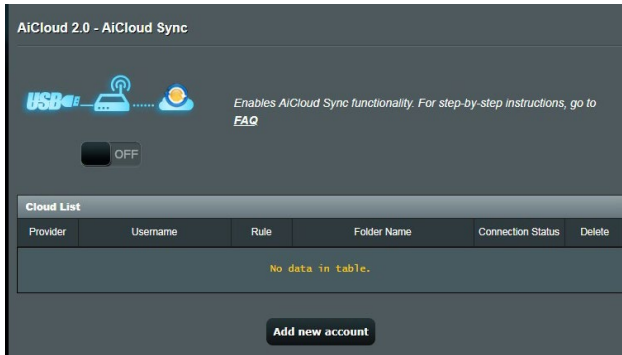 AiCloud 2.0 - AiCloud Sync
USB
Enables AiCloud Sync functionality. For step-by-step instructions, go to
FAQ
OFF
Cloud List
Provider Username Rule Folder Name Connection Status Delete
No data in table.
Add new account